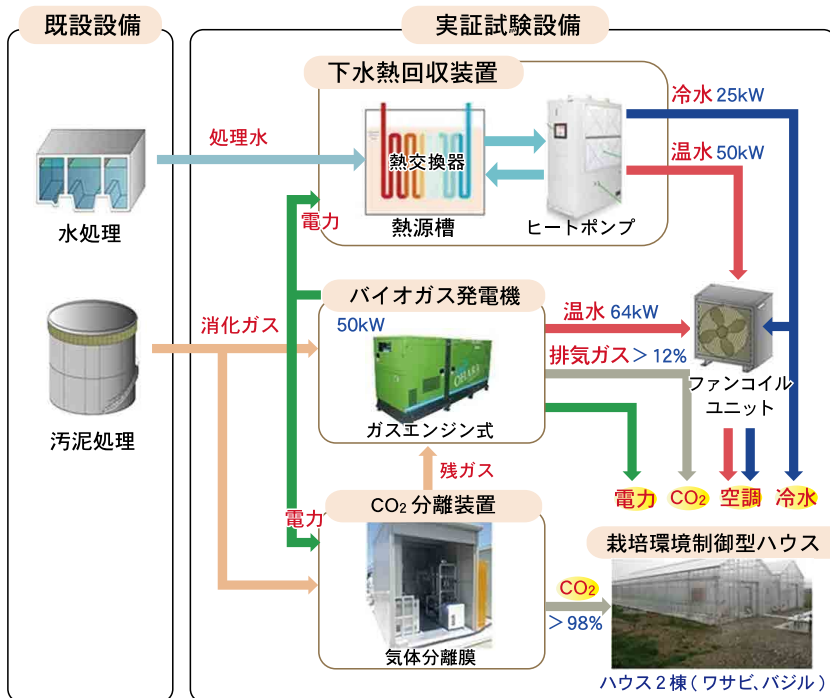 既設設備
実証試験設備
下水熱回収装置
冷水 25kW
処理水
熱交換器
温水 50kW
電力
水処理
熱源槽
ヒートポンプ
バイオガス発電機
消化ガス
50kW
温水 64kW
排気ガス＞12%
OHARA
ファンコイル
ユニット
汚泥処理
ガスエンジン式
残ガス
電力
CO₂
空調
冷水
CO₂分離装置
電力
栽培環境制御型ハウス
CO₂
＞98%
気体分離膜
ハウス2棟(ワサビ、バジル)